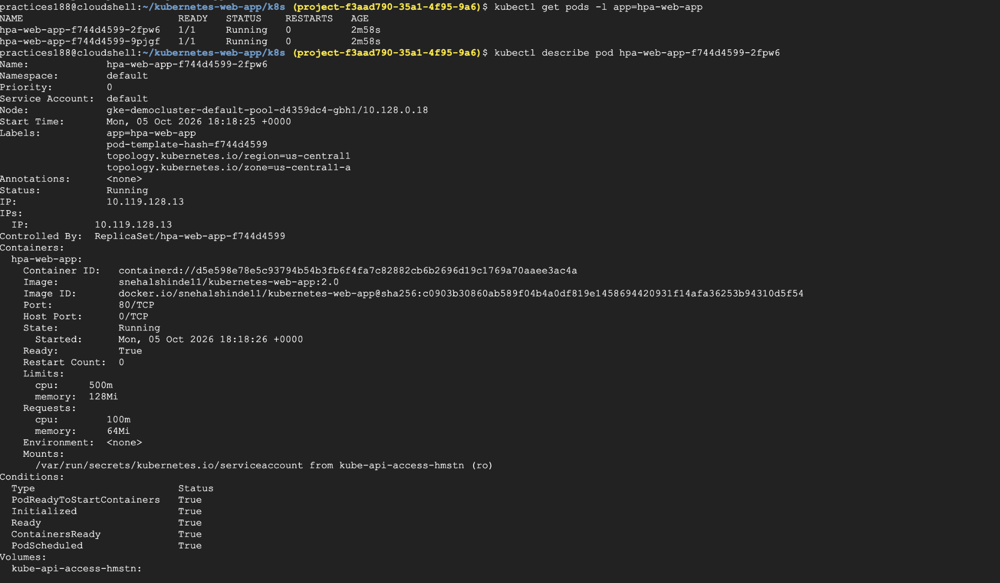 practices188@cloudshell:~/kubernetes-web-app/k8s (project-f3aad790-35a1-4f95-9a6)$ kubectl get pods -l app=hpa-web-app
NAME                          READY   STATUS    RESTARTS   AGE
hpa-web-app-f744d4599-2fpw6   1/1     Running   0          2m58s
hpa-web-app-f744d4599-9pjgf   1/1     Running   0          2m58s
practices188@cloudshell:~/kubernetes-web-app/k8s (project-f3aad790-35a1-4f95-9a6)$ kubectl describe pod hpa-web-app-f744d4599-2fpw6
Name:             hpa-web-app-f744d4599-2fpw6
Namespace:        default
Priority:         0
Service Account:  default
Node:             gke-democluster-default-pool-d4359dc4-gbh1/10.128.0.18
Start Time:       Mon, 05 Oct 2026 18:18:25 +0000
Labels:           app=hpa-web-app
                  pod-template-hash=f744d4599
                  topology.kubernetes.io/region=us-central1
                  topology.kubernetes.io/zone=us-central1-a
Annotations:      <none>
Status:           Running
IP:               10.119.128.13
IPs:
  IP:           10.119.128.13
Controlled By:  ReplicaSet/hpa-web-app-f744d4599
Containers:
  hpa-web-app:
    Container ID:   containerd://d5e598e78e5c93794b54b3fb6f4fa7c82882cb6b2696d19c1769a70aaee3ac4a
    Image:          snehalshinde11/kubernetes-web-app:2.0
    Image ID:       docker.io/snehalshinde11/kubernetes-web-app@sha256:c0903b30860ab589f04b4a0df819e1458694420931f14afa36253b94310d5f54
    Port:           80/TCP
    Host Port:      0/TCP
    State:          Running
      Started:      Mon, 05 Oct 2026 18:18:26 +0000
    Ready:          True
    Restart Count:  0
    Limits:
      cpu:     500m
      memory:  128Mi
    Requests:
      cpu:        100m
      memory:     64Mi
    Environment:  <none>
    Mounts:
      /var/run/secrets/kubernetes.io/serviceaccount from kube-api-access-hmstn (ro)
Conditions:
  Type                        Status
  PodReadyToStartContainers   True
  Initialized                 True
  Ready                       True
  ContainersReady             True
  PodScheduled                True
Volumes:
  kube-api-access-hmstn: